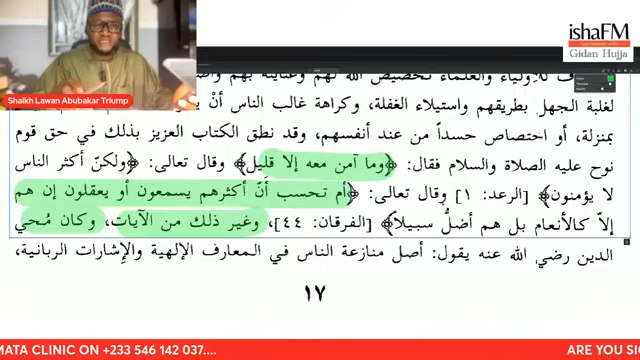 ishaFM
Gidan Hujja
Shaikh Lawan Abubakar Triump
لغلبة الجهل بطريقهم واستيلاء الغفلة، وكراهة غالب الناس أن
بمنزلة، أو اختصاص حسداً من عند أنفسهم، وقد نطق الكتاب العزيز بذلك في حق قوم
نوح عليه الصلاة والسلام فقال: ﴿وما آمن معه إلا قليل﴾ وقال تعالى: ﴿ولكنّ أكثر الناس
لا يؤمنون﴾ [الرعد: ١] وقال تعالى: ﴿أم تحسب أنّ أكثرهم يسمعون أو يعقلون إن هم
إلاّ كالأنعام بل هم أضلّ سبيلاً﴾ [الفرقان: ٤٤]، وغير ذلك من الآيات، وكان مُحي
الدين رضي الله عنه يقول: أصل منازعة الناس في المعارف الإلهية والإشارات الربانية،
١٧
MATA CLINIC ON +233 546 142 037....
ARE YOU SI